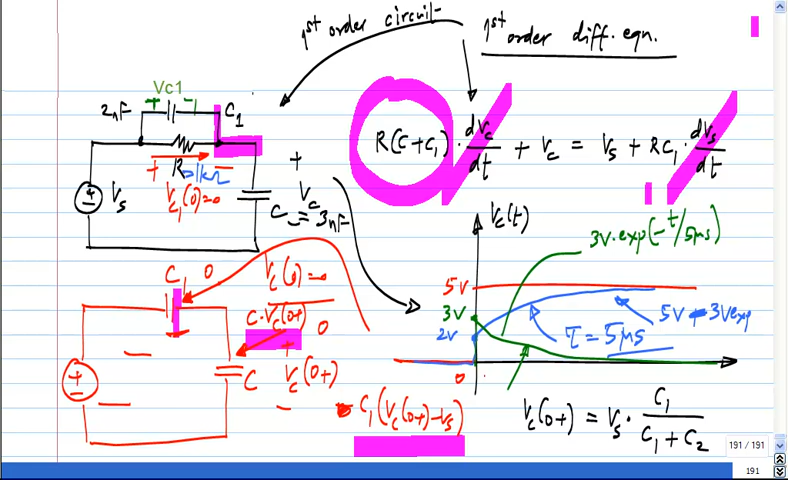 1st order circuit
1st order diff. eqn.
Vc1
+ -
2nF
C1
R(C+C1) · dVc/dt + Vc = Vs + RC1 · dVs/dt
+ R 1kΩ -
+
Vs
Vc1(0)=0
Vc
C = 3nF
Vc(t)
3V·exp(-t/5μs)
C1 0
Vc(0)=0
5V
3V
2V
5V - 3Vexp
C·Vc(0+) 0
τ = 5μs
+
C
Vc(0+)
-
0
C1(Vc(0+)-Vs)
Vc(0+) = Vs · C1/(C1+C2)
191 / 191
191